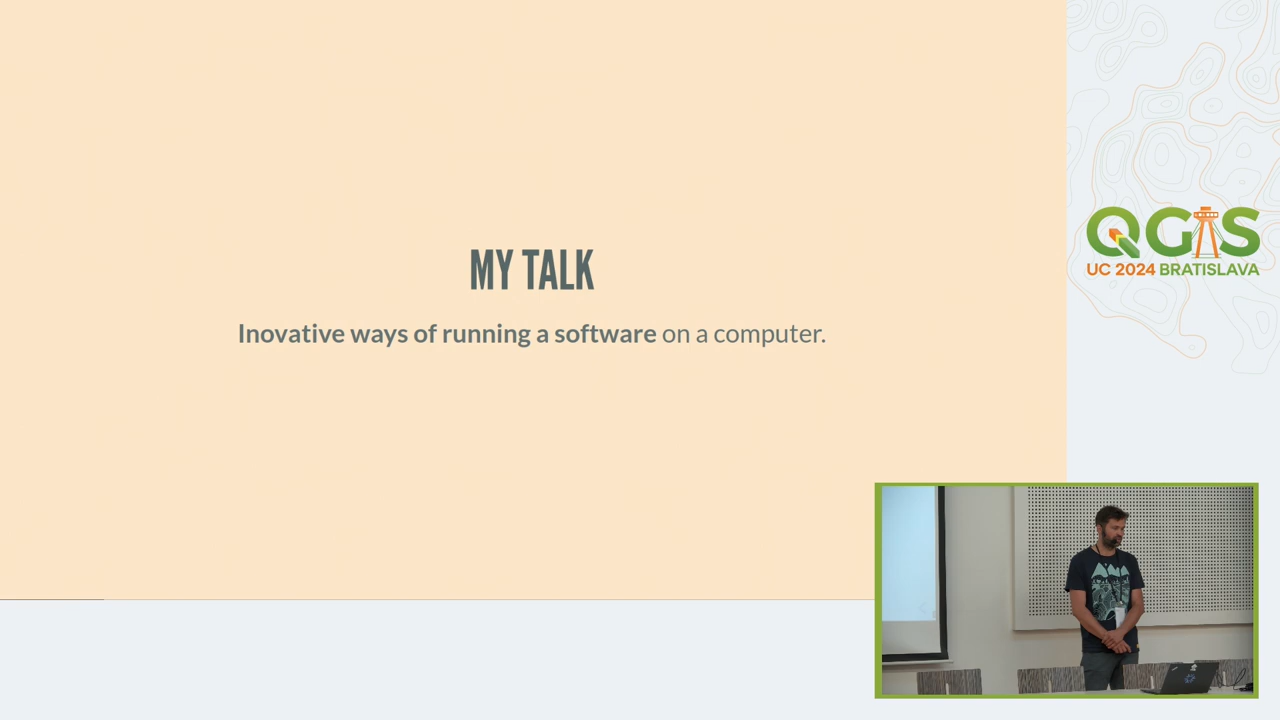 MY TALK
Inovative ways of running a software on a computer.
QGIS
UC 2024 BRATISLAVA